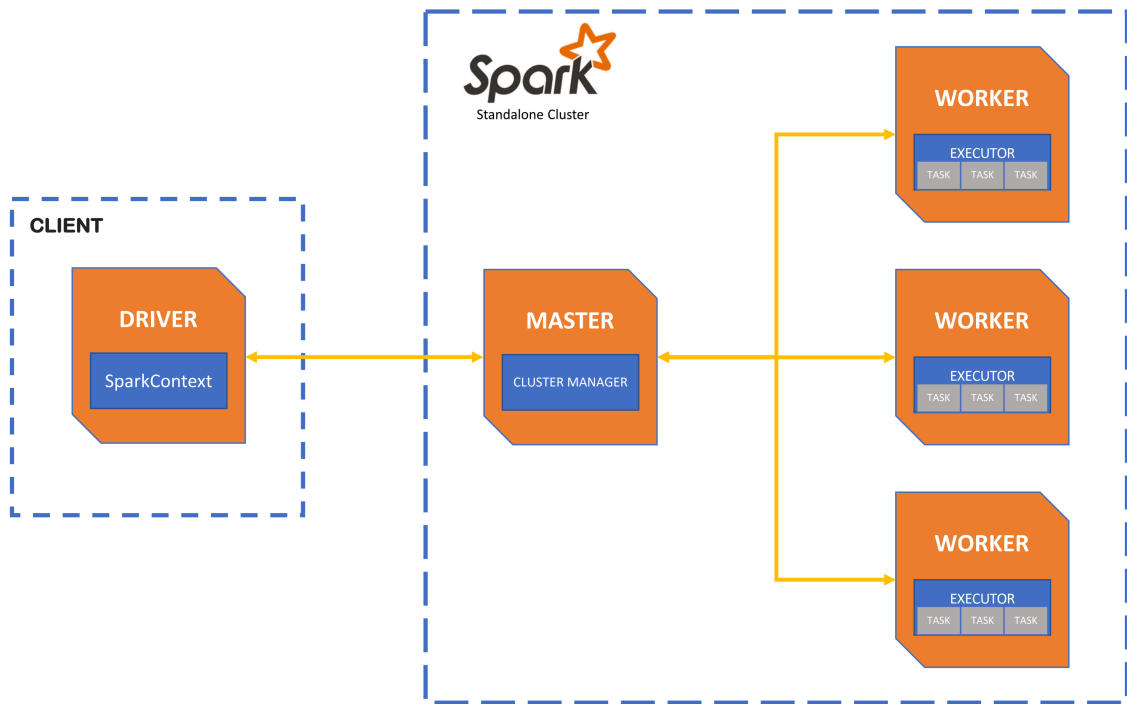 Spark
Standalone Cluster
CLIENT
DRIVER
SparkContext
MASTER
CLUSTER MANAGER
WORKER
EXECUTOR
TASK TASK TASK
WORKER
EXECUTOR
TASK TASK TASK
WORKER
EXECUTOR
TASK TASK TASK